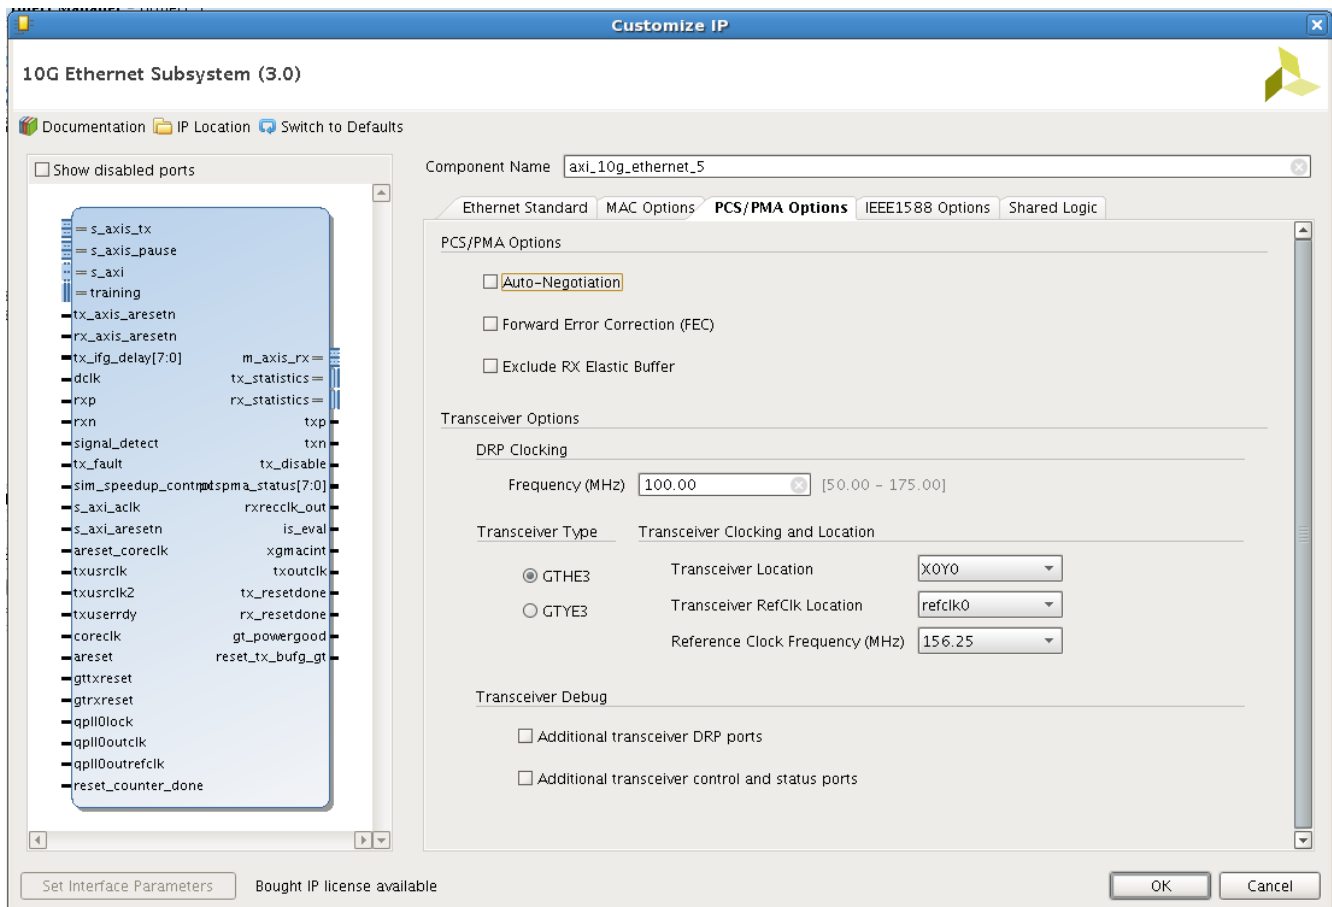 Customize IP
10G Ethernet Subsystem (3.0)
Documentation IP Location Switch to Defaults
Show disabled ports
s_axis_tx
s_axis_pause
s_axi
training
tx_axis_aresetn
rx_axis_aresetn
tx_ifg_delay[7:0] m_axis_rx
dclk tx_statistics
rxp rx_statistics
rxn txp
signal_detect txn
tx_fault tx_disable
pcspma_status[7:0]
s_axi_aclk rxrecclk_out
s_axi_aresetn is_eval
areset_coreclk xgmacint
txusrclk txoutclk
txusrclk2 tx_resetdone
txuserrdy rx_resetdone
coreclk gt_powergood
areset reset_tx_bufg_gt
gttxreset
gtrxreset
qpll0lock
qpll0outclk
qpll0outrefclk
reset_counter_done
Component Name axi_10g_ethernet_5
Ethernet Standard MAC Options PCS/PMA Options IEEE1588 Options Shared Logic
PCS/PMA Options
Auto-Negotiation
Forward Error Correction (FEC)
Exclude RX Elastic Buffer
Transceiver Options
DRP Clocking
Frequency (MHz) 100.00 [50.00 - 175.00]
Transceiver Type Transceiver Clocking and Location
GTHE3 Transceiver Location X0Y0
GTYE3 Transceiver RefClk Location refclk0
Reference Clock Frequency (MHz) 156.25
Transceiver Debug
Additional transceiver DRP ports
Additional transceiver control and status ports
Set Interface Parameters Bought IP license available OK Cancel